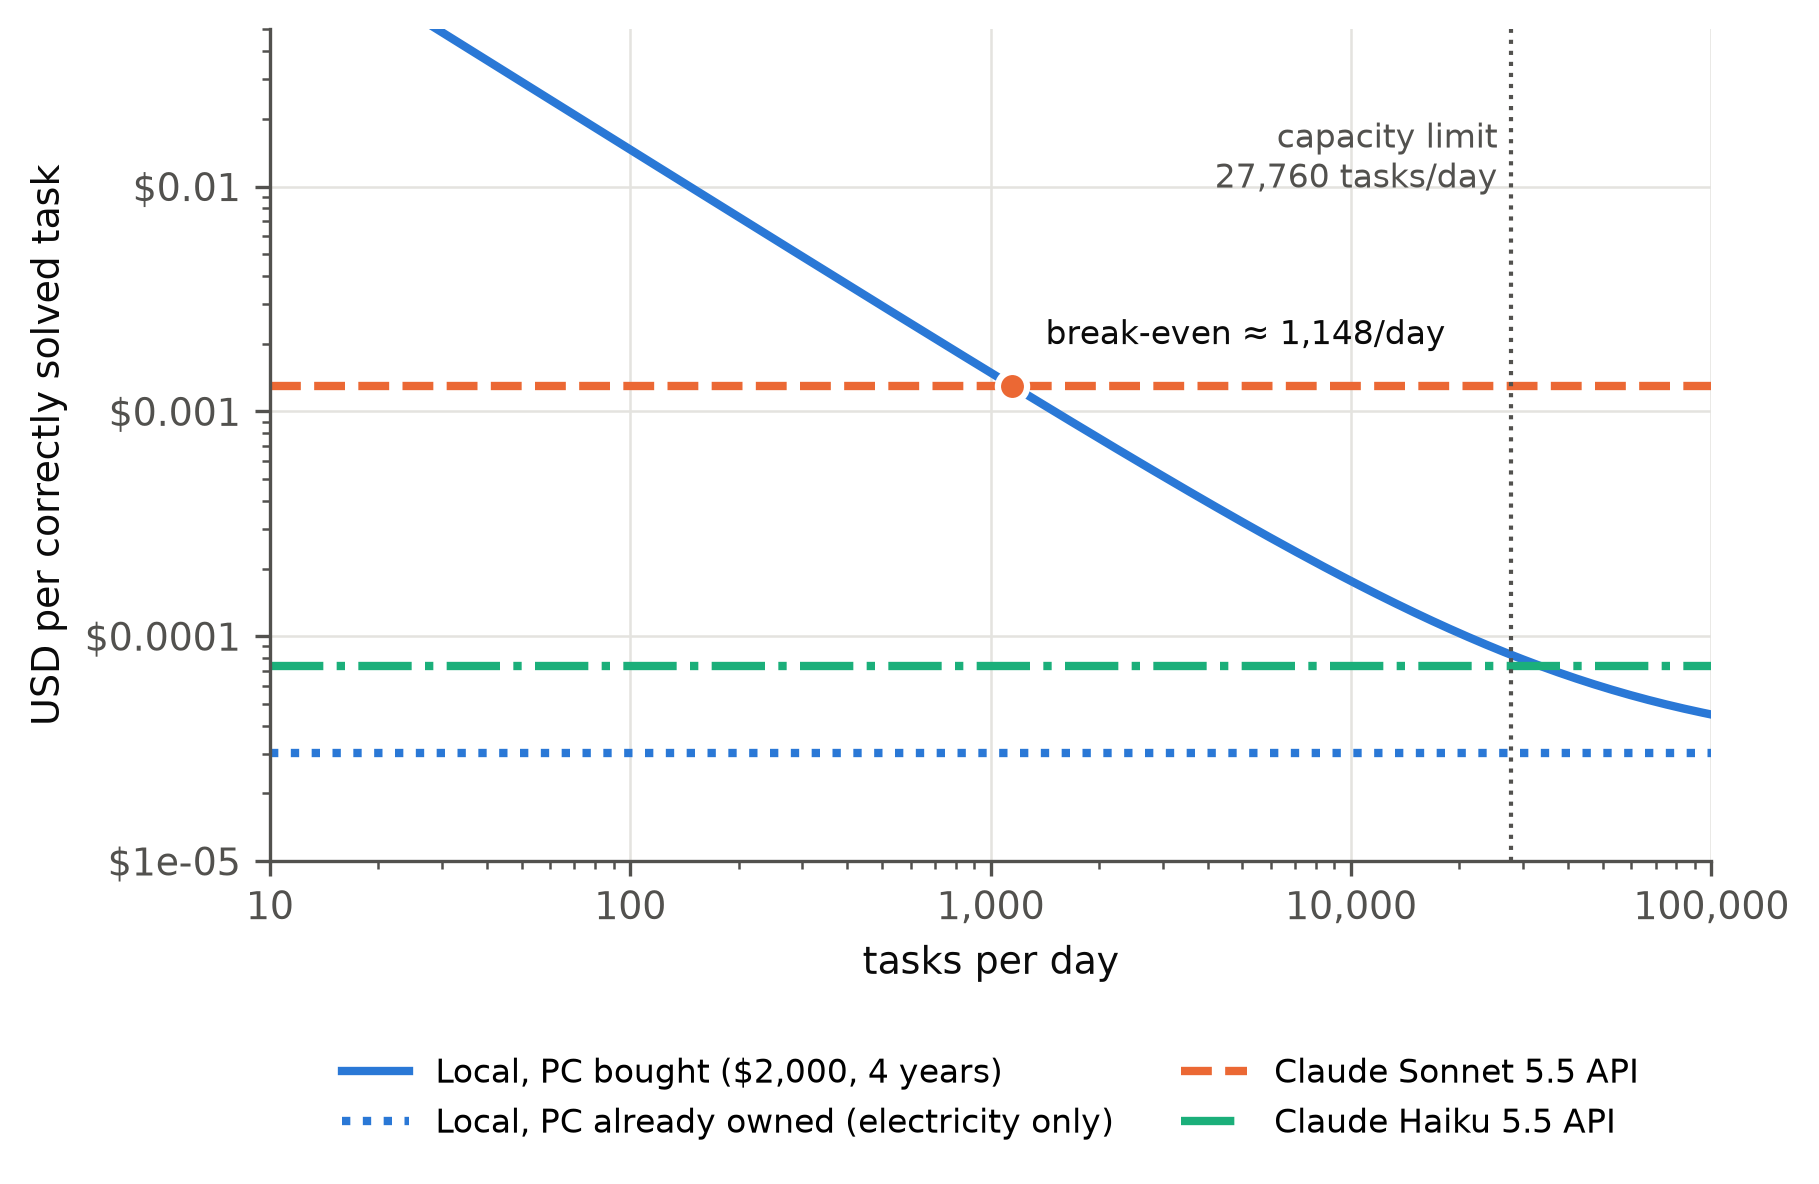 USD per correctly solved task
$0.01
$0.001
$0.0001
$1e-05
capacity limit
27,760 tasks/day
break-even ≈ 1,148/day
10
100
1,000
10,000
100,000
tasks per day
Local, PC bought ($2,000, 4 years)
Local, PC already owned (electricity only)
Claude Sonnet 5.5 API
Claude Haiku 5.5 API